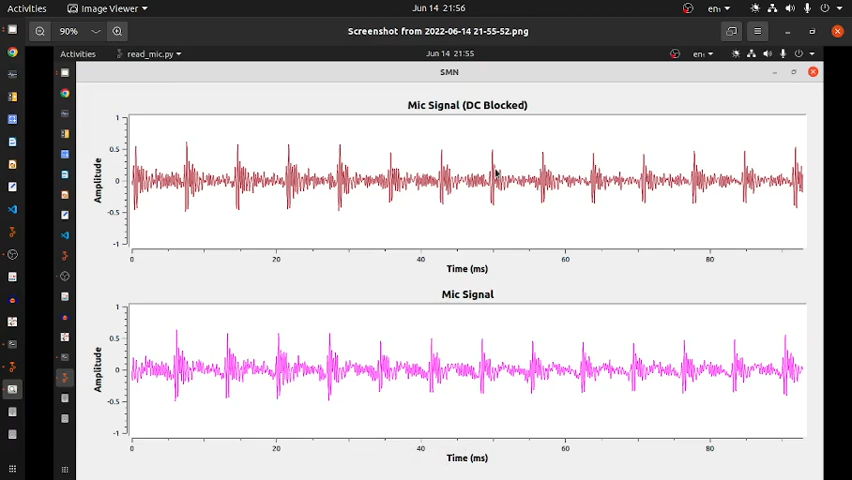 Activities Image Viewer Jun 14 21:56 en
90% Screenshot from 2022-06-14 21-55-52.png
Activities read_mic.py Jun 14 21:55 en
SMN
Mic Signal (DC Blocked)
1
0.5
0
-0.5
-1
Amplitude
0 20 40 60 80
Time (ms)
Mic Signal
1
0.5
0
-0.5
-1
Amplitude
0 20 40 60 80
Time (ms)